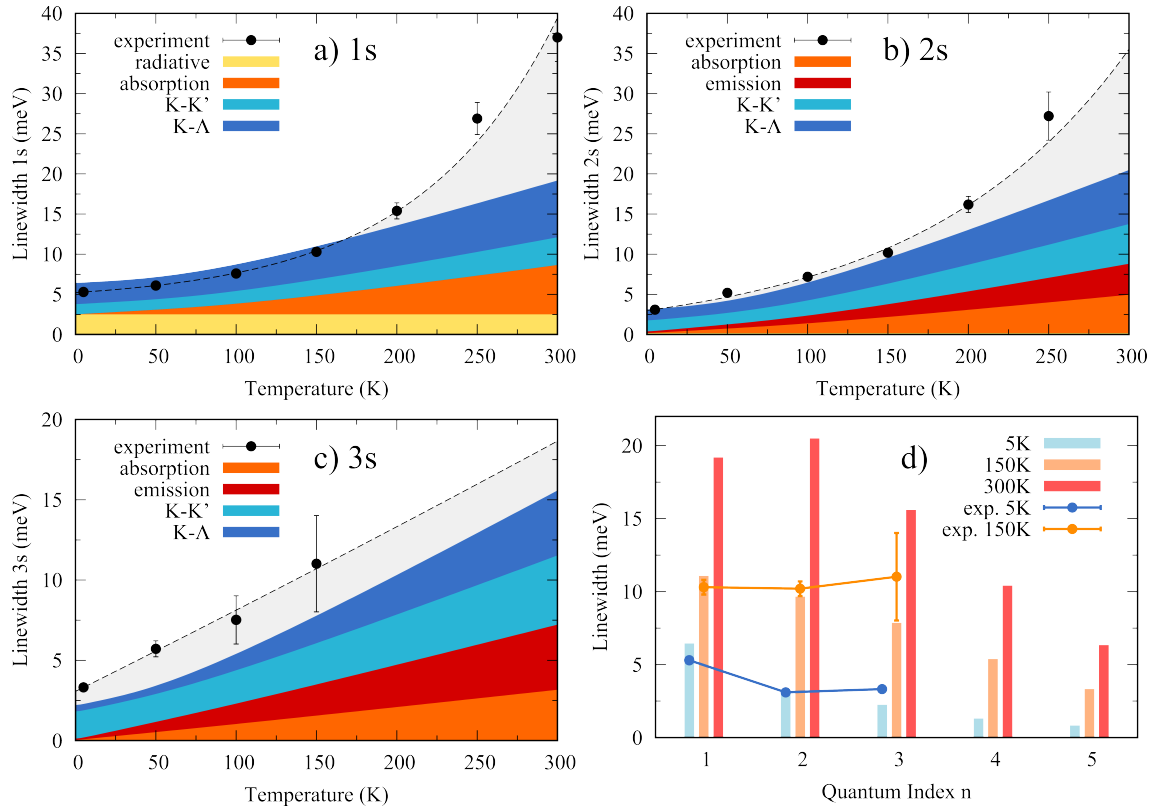 a) 1s
experiment
radiative
absorption
K-K’
K-Λ
Linewidth 1s (meV)
40
35
30
25
20
15
10
5
0
0 50 100 150 200 250 300
Temperature (K)
b) 2s
experiment
absorption
emission
K-K’
K-Λ
Linewidth 2s (meV)
40
35
30
25
20
15
10
5
0
0 50 100 150 200 250 300
Temperature (K)
c) 3s
experiment
absorption
emission
K-K’
K-Λ
Linewidth 3s (meV)
20
15
10
5
0
0 50 100 150 200 250 300
Temperature (K)
d)
5K
150K
300K
exp. 5K
exp. 150K
Linewidth (meV)
20
15
10
5
0
1 2 3 4 5
Quantum Index n